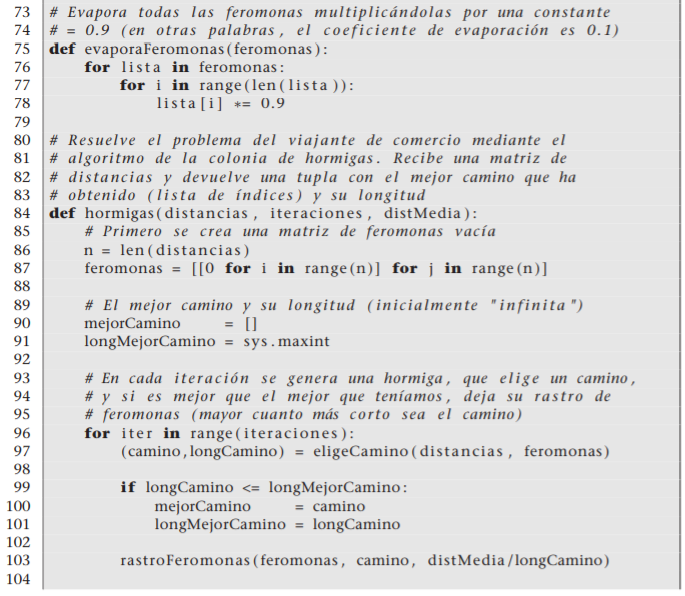 73 # Evapora todas las feromonas multiplicándolas por una constante
74 # = 0.9 (en otras palabras, el coeficiente de evaporación es 0.1)
75 def evaporaFeromonas(feromonas):
76     for lista in feromonas:
77         for i in range(len(lista)):
78             lista[i] *= 0.9
79
80 # Resuelve el problema del viajante de comercio mediante el
81 # algoritmo de la colonia de hormigas. Recibe una matriz de
82 # distancias y devuelve una tupla con el mejor camino que ha
83 # obtenido (lista de índices) y su longitud
84 def hormigas(distancias, iteraciones, distMedia):
85     # Primero se crea una matriz de feromonas vacía
86     n = len(distancias)
87     feromonas = [[0 for i in range(n)] for j in range(n)]
88
89     # El mejor camino y su longitud (inicialmente "infinita")
90     mejorCamino     = []
91     longMejorCamino = sys.maxint
92
93     # En cada iteración se genera una hormiga, que elige un camino,
94     # y si es mejor que el mejor que teníamos, deja su rastro de
95     # feromonas (mayor cuanto más corto sea el camino)
96     for iter in range(iteraciones):
97         (camino,longCamino) = eligeCamino(distancias, feromonas)
98
99         if longCamino <= longMejorCamino:
100             mejorCamino     = camino
101             longMejorCamino = longCamino
102
103         rastroFeromonas(feromonas, camino, distMedia/longCamino)
104